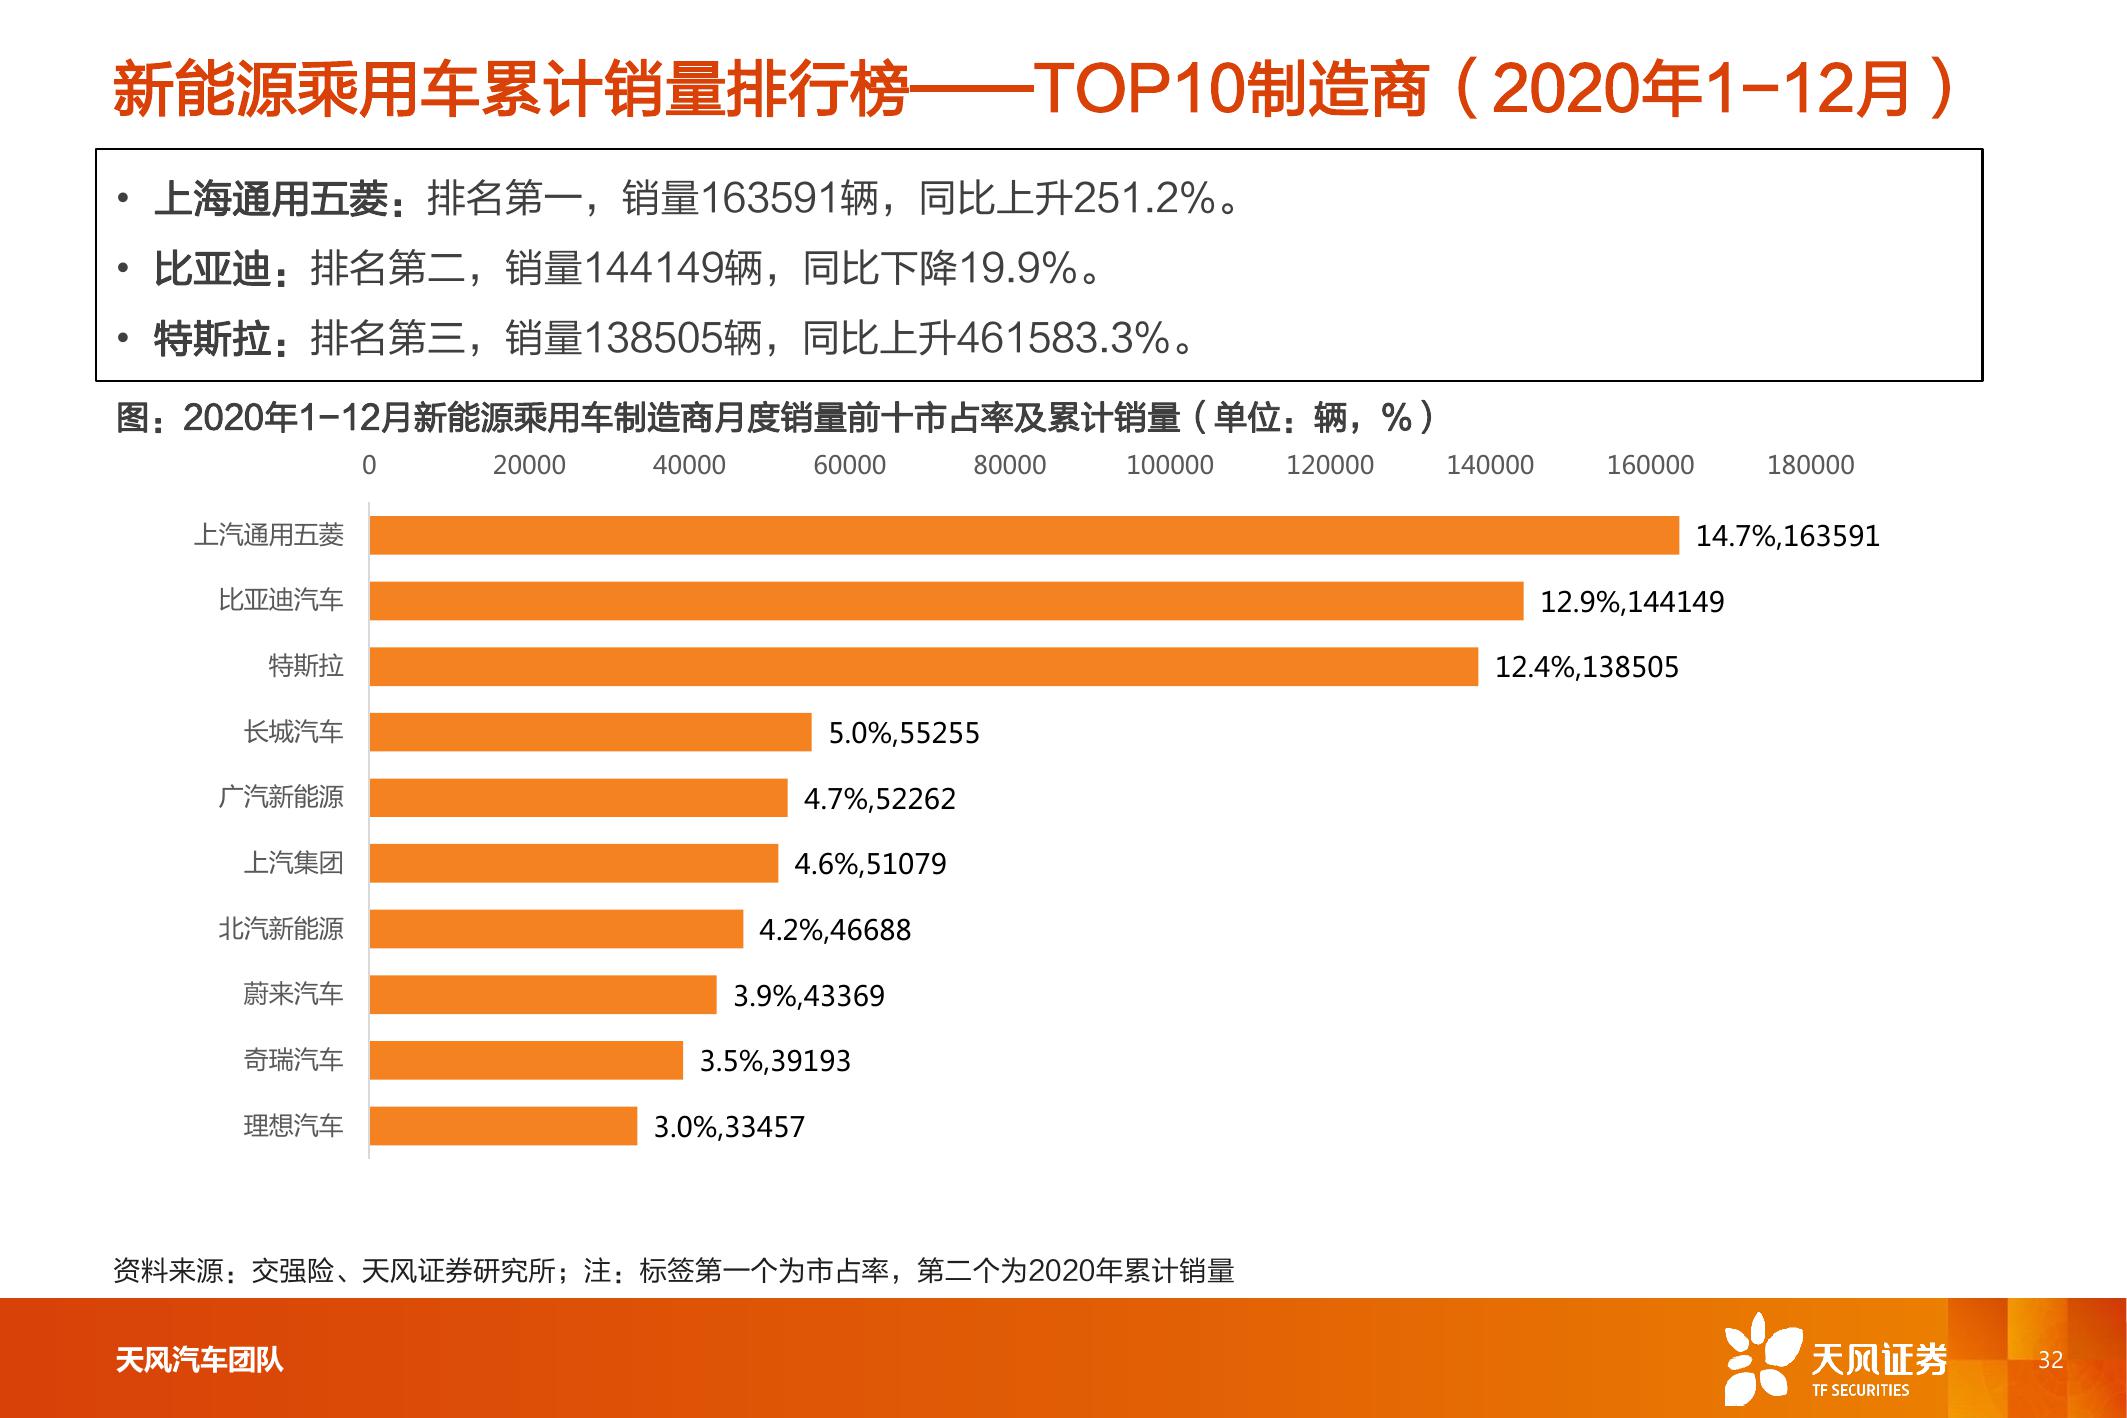 新能源乘用车累计销量排行榜——TOP10制造商（2020年1-12月）
• 上海通用五菱：排名第一，销量163591辆，同比上升251.2%。
• 比亚迪：排名第二，销量144149辆，同比下降19.9%。
• 特斯拉：排名第三，销量138505辆，同比上升461583.3%。
图：2020年1-12月新能源乘用车制造商月度销量前十市占率及累计销量（单位：辆，%）
0 20000 40000 60000 80000 100000 120000 140000 160000 180000
上汽通用五菱 14.7%,163591
比亚迪汽车 12.9%,144149
特斯拉 12.4%,138505
长城汽车 5.0%,55255
广汽新能源 4.7%,52262
上汽集团 4.6%,51079
北汽新能源 4.2%,46688
蔚来汽车 3.9%,43369
奇瑞汽车 3.5%,39193
理想汽车 3.0%,33457
资料来源：交强险、天风证券研究所；注：标签第一个为市占率，第二个为2020年累计销量
天风汽车团队
天风证券
TF SECURITIES
32